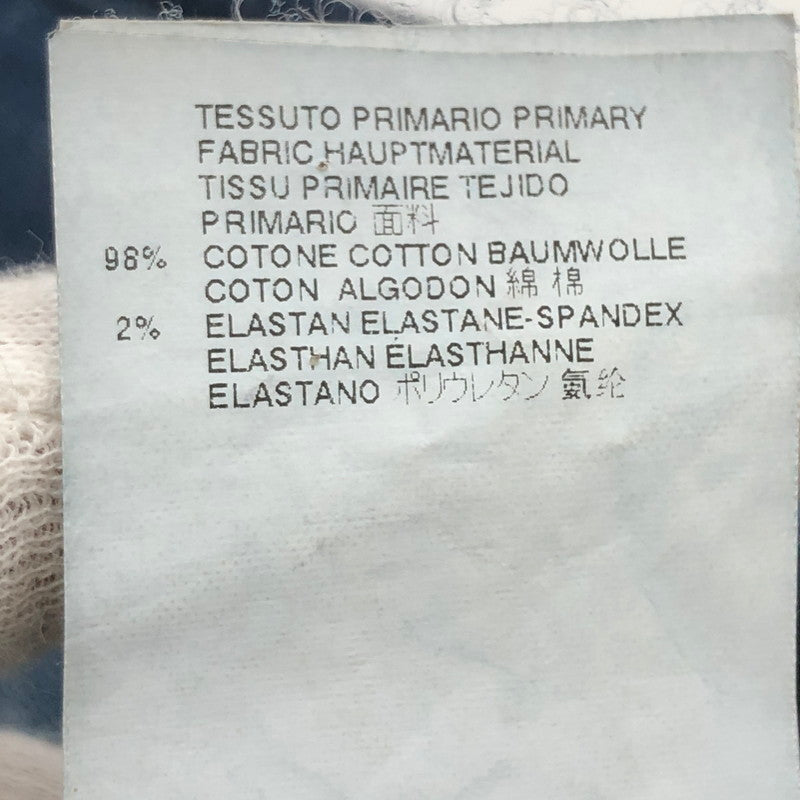 TESSUTO PRIMARIO PRIMARY
FABRIC HAUPTMATERIAL
TISSU PRIMAIRE TEJIDO
PRIMARIO 面料
98% COTONE COTTON BAUMWOLLE
COTON ALGODON 綿 棉
2% ELASTAN ELASTANE-SPANDEX
ELASTHAN ÉLASTHANNE
ELASTANO ポリウレタン 氨纶